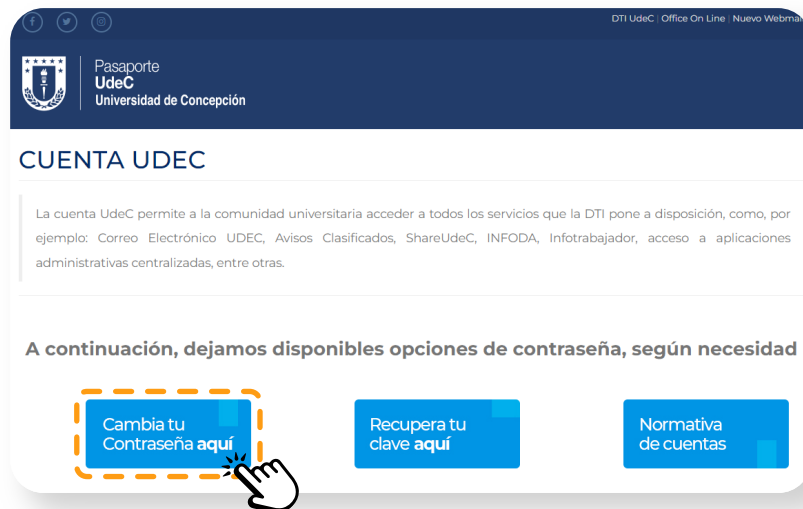 DTI UdeC | Office On Line | Nuevo Webmail
Pasaporte
UdeC
Universidad de Concepción
CUENTA UDEC
La cuenta UdeC permite a la comunidad universitaria acceder a todos los servicios que la DTI pone a disposición, como, por
ejemplo: Correo Electrónico UDEC, Avisos Clasificados, ShareUdeC, INFODA, Infotrabajador, acceso a aplicaciones
administrativas centralizadas, entre otras.
A continuación, dejamos disponibles opciones de contraseña, según necesidad
Cambia tu
Contraseña aquí
Recupera tu
clave aquí
Normativa
de cuentas